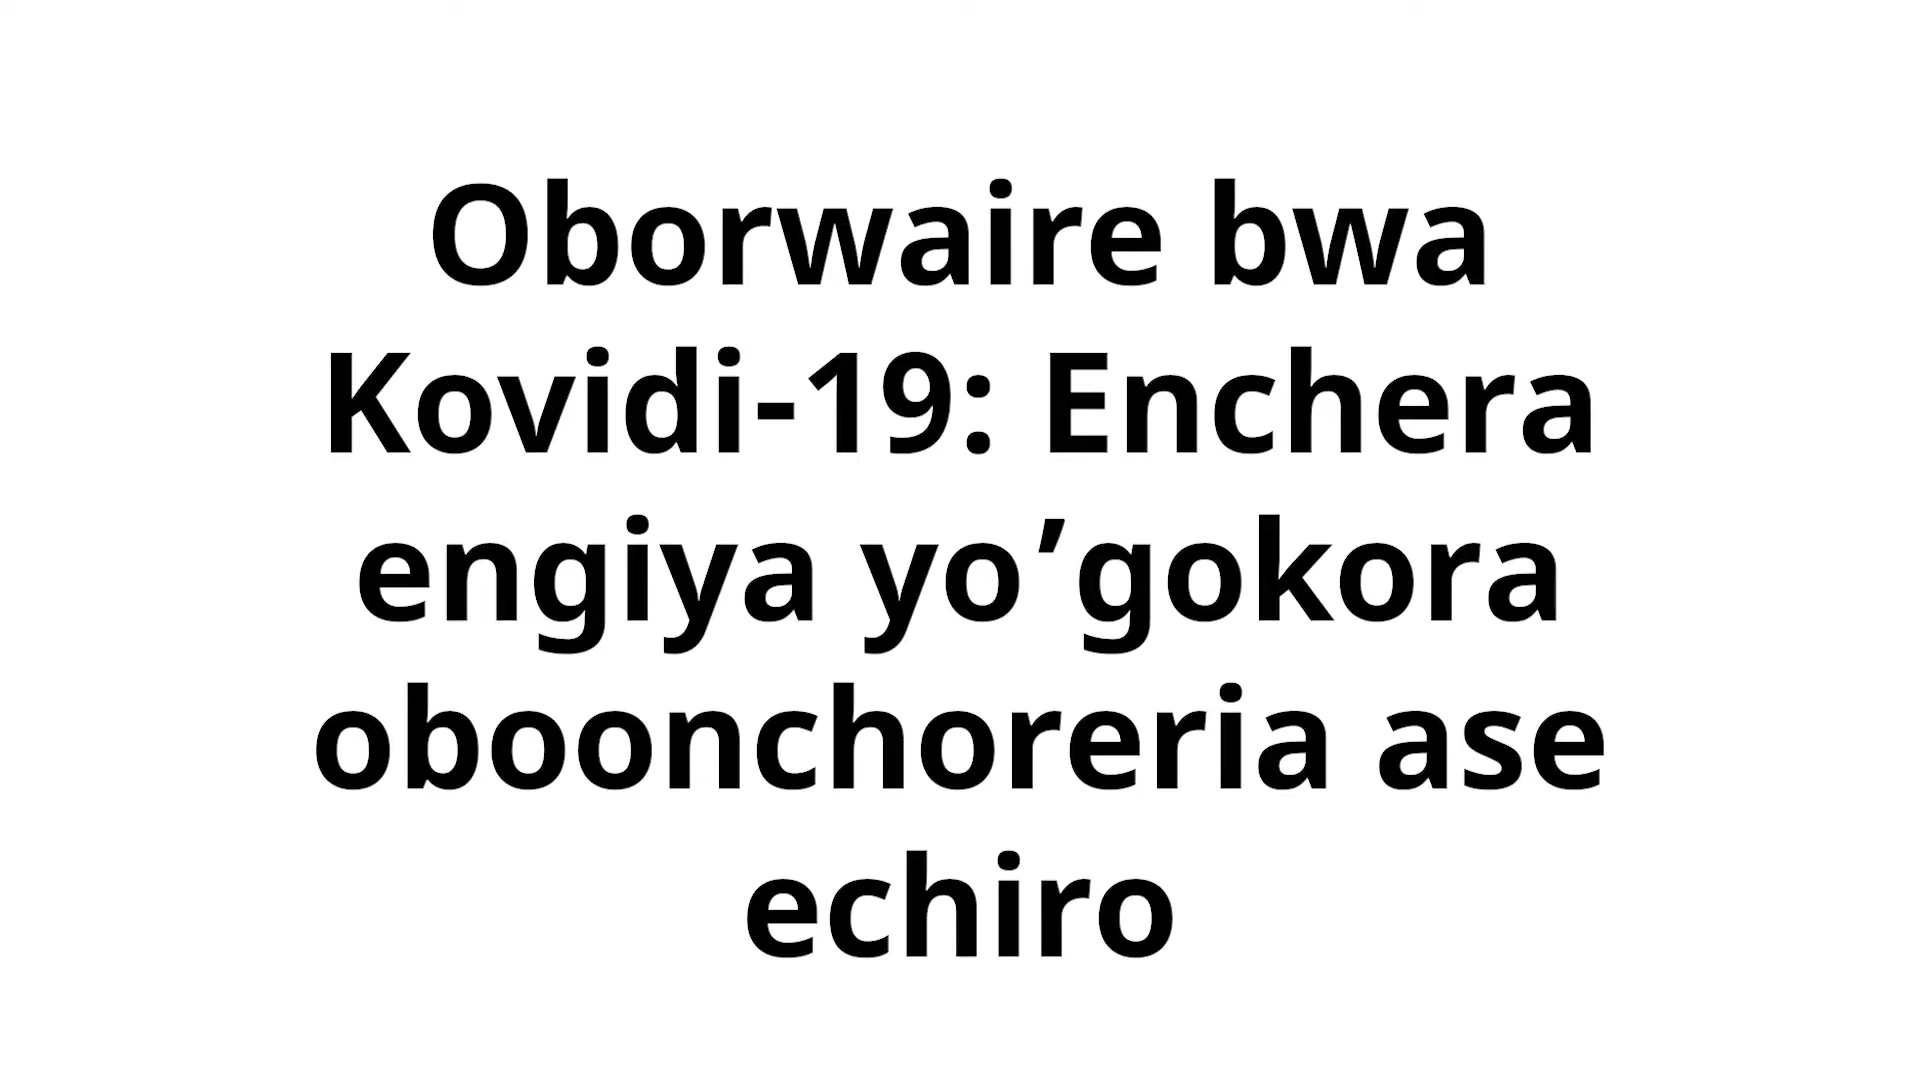 Oborwaire bwa
Kovidi-19: Enchera
engiya yo’gokora
oboonchoreria ase
echiro